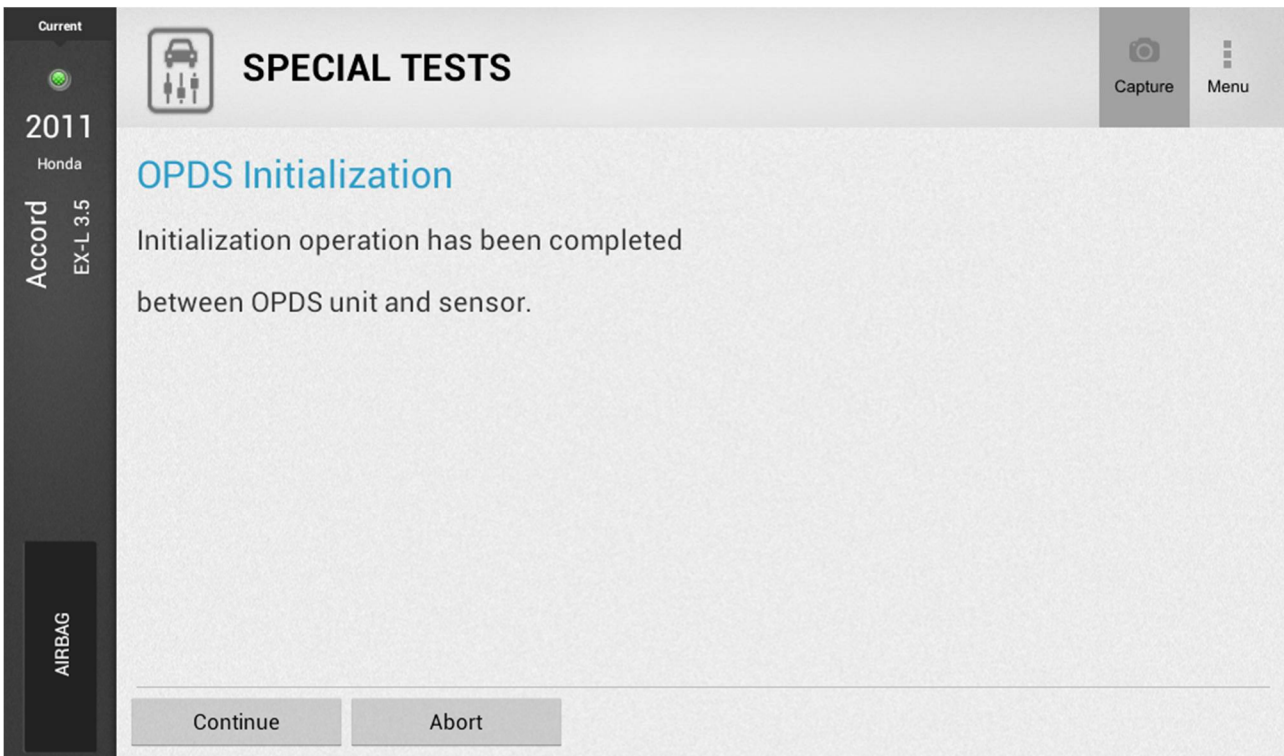 Current
2011
Honda
Accord
EX-L 3.5
AIRBAG
SPECIAL TESTS
Capture
Menu
OPDS Initialization
Initialization operation has been completed
between OPDS unit and sensor.
Continue
Abort